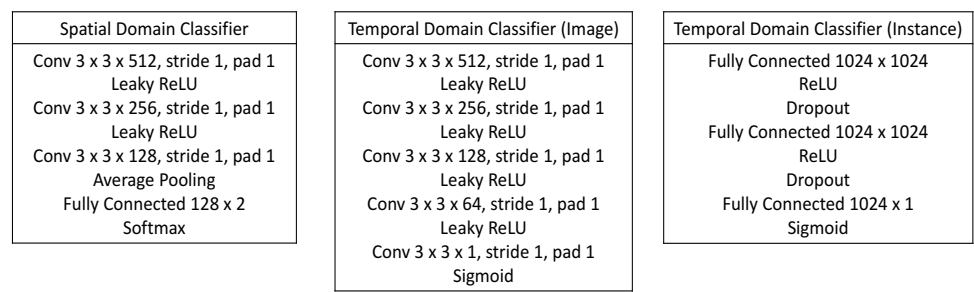 Spatial Domain Classifier
Conv 3 x 3 x 512, stride 1, pad 1
Leaky ReLU
Conv 3 x 3 x 256, stride 1, pad 1
Leaky ReLU
Conv 3 x 3 x 128, stride 1, pad 1
Average Pooling
Fully Connected 128 x 2
Softmax
Temporal Domain Classifier (Image)
Conv 3 x 3 x 512, stride 1, pad 1
Leaky ReLU
Conv 3 x 3 x 256, stride 1, pad 1
Leaky ReLU
Conv 3 x 3 x 128, stride 1, pad 1
Leaky ReLU
Conv 3 x 3 x 64, stride 1, pad 1
Leaky ReLU
Conv 3 x 3 x 1, stride 1, pad 1
Sigmoid
Temporal Domain Classifier (Instance)
Fully Connected 1024 x 1024
ReLU
Dropout
Fully Connected 1024 x 1024
ReLU
Dropout
Fully Connected 1024 x 1
Sigmoid